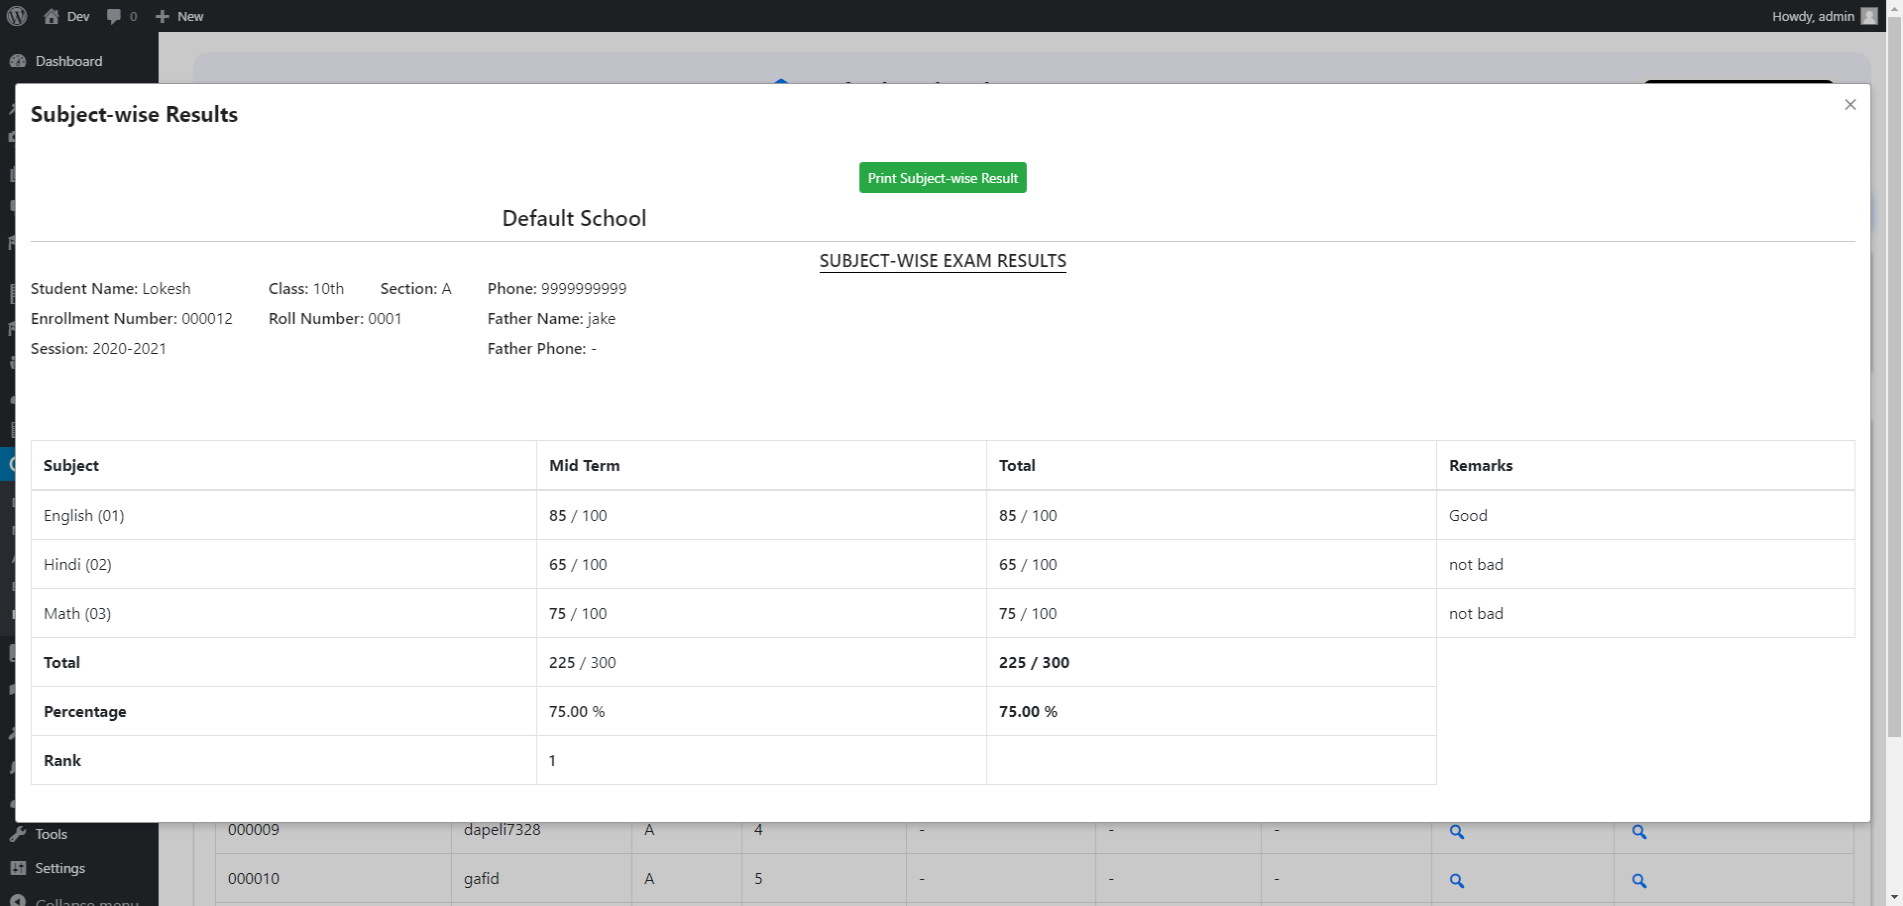 Dev 0 New Howdy, admin
Dashboard
Subject-wise Results ×
Print Subject-wise Result
Default School
SUBJECT-WISE EXAM RESULTS
Student Name: Lokesh Class: 10th Section: A Phone: 9999999999
Enrollment Number: 000012 Roll Number: 0001 Father Name: jake
Session: 2020-2021 Father Phone: -
Subject Mid Term Total Remarks
English (01) 85 / 100 85 / 100 Good
Hindi (02) 65 / 100 65 / 100 not bad
Math (03) 75 / 100 75 / 100 not bad
Total 225 / 300 225 / 300
Percentage 75.00 % 75.00 %
Rank 1
000009 dapeli7328 A 4 - - -
Tools
Settings
000010 gafid A 5 - - -
Collapse menu